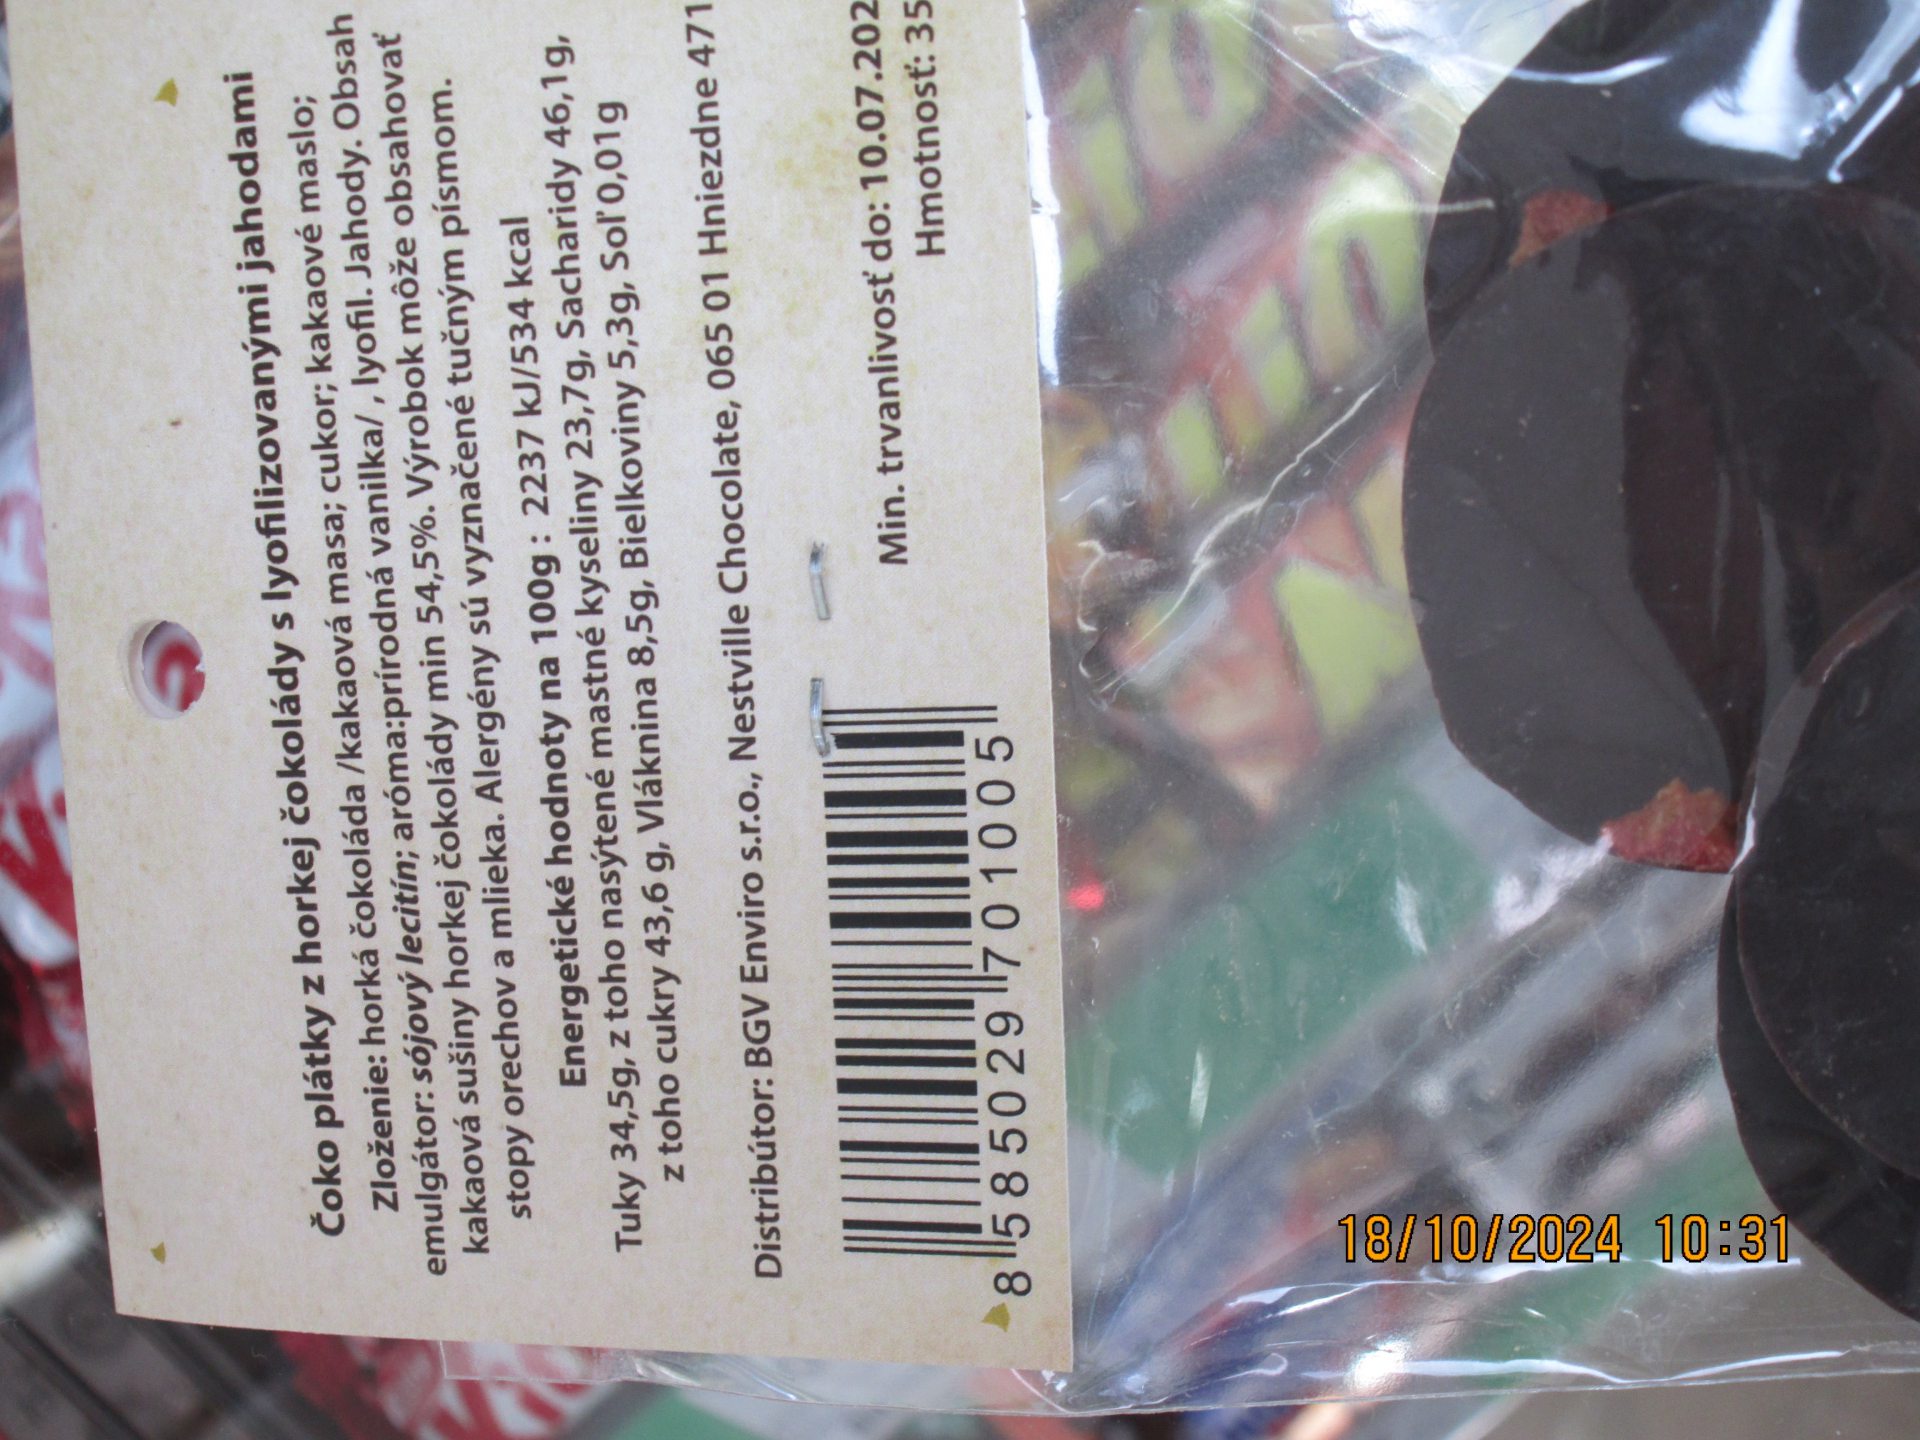 Čoko plátky z horkej čokolády s lyofilizovanými jahodami
Zloženie: horká čokoláda /kakaová masa; cukor; kakaové maslo;
emulgátor: sójový lecitín; aróma:prírodná vanilka/ , lyofil. Jahody. Obsah
kakaová sušiny horkej čokolády min 54,5%. Výrobok môže obsahovať
stopy orechov a mlieka. Alergény sú vyznačené tučným písmom.
Energetické hodnoty na 100g : 2237 kJ/534 kcal
Tuky 34,5g, z toho nasýtené mastné kyseliny 23,7g, Sacharidy 46,1g,
z toho cukry 43,6 g, Vláknina 8,5g, Bielkoviny 5,3g, Soľ 0,01g
Distribútor: BGV Enviro s.r.o., Nestville Chocolate, 065 01 Hniezdne 471
Min. trvanlivosť do: 10.07.202
Hmotnosť: 35
8 585029 701005
18/10/2024 10:31